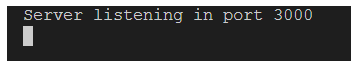 Server listening in port 3000